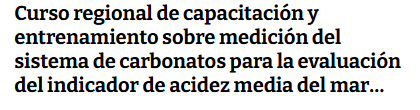 Curso regional de capacitación y
entrenamiento sobre medición del
sistema de carbonatos para la evaluación
del indicador de acidez media del mar...